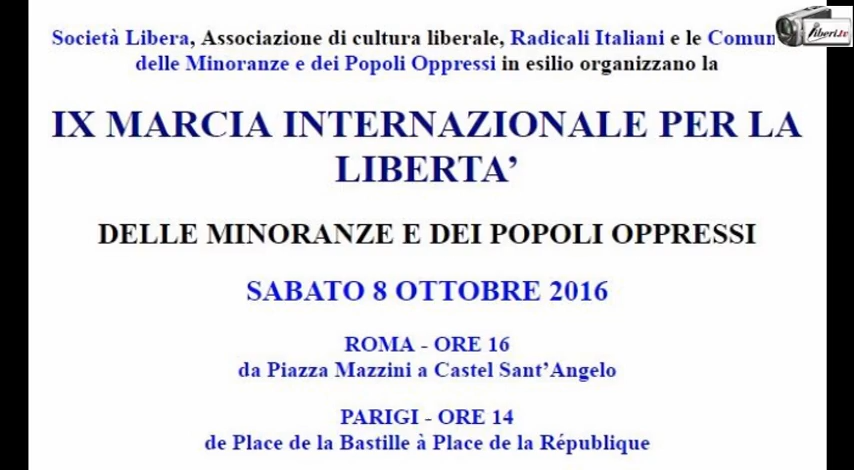 Società Libera, Associazione di cultura liberale, Radicali Italiani e le
delle Minoranze e dei Popoli Oppressi in esilio organizzano la
IX MARCIA INTERNAZIONALE PER LA
LIBERTA’
DELLE MINORANZE E DEI POPOLI OPPRESSI
SABATO 8 OTTOBRE 2016
ROMA - ORE 16
da Piazza Mazzini a Castel Sant’Angelo
PARIGI - ORE 14
de Place de la Bastille à Place de la République
liberi.tv